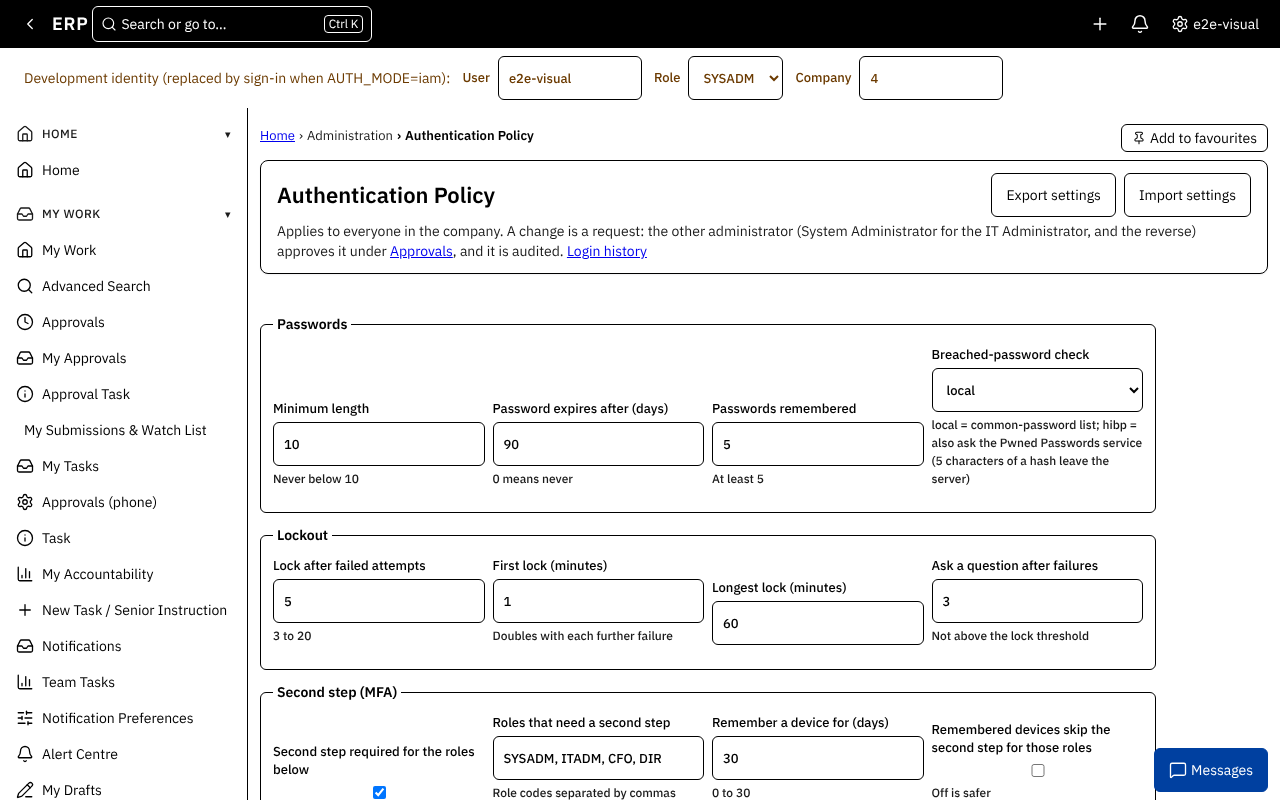 ERP
Search or go to...
Ctrl K
e2e-visual
Development identity (replaced by sign-in when AUTH_MODE=iam):
User
e2e-visual
Role
SYSADM
Company
4
HOME
Home
MY WORK
My Work
Advanced Search
Approvals
My Approvals
Approval Task
My Submissions & Watch List
My Tasks
Approvals (phone)
Task
My Accountability
New Task / Senior Instruction
Notifications
Team Tasks
Notification Preferences
Alert Centre
My Drafts
Home › Administration › Authentication Policy
Add to favourites
Authentication Policy
Export settings
Import settings
Applies to everyone in the company. A change is a request: the other administrator (System Administrator for the IT Administrator, and the reverse)
approves it under Approvals, and it is audited. Login history
Passwords
Minimum length
10
Never below 10
Password expires after (days)
90
0 means never
Passwords remembered
5
At least 5
Breached-password check
local
local = common-password list; hibp =
also ask the Pwned Passwords service
(5 characters of a hash leave the
server)
Lockout
Lock after failed attempts
5
3 to 20
First lock (minutes)
1
Doubles with each further failure
Longest lock (minutes)
60
Ask a question after failures
3
Not above the lock threshold
Second step (MFA)
Second step required for the roles
below
Roles that need a second step
SYSADM, ITADM, CFO, DIR
Role codes separated by commas
Remember a device for (days)
30
0 to 30
Remembered devices skip the
second step for those roles
Off is safer
Messages